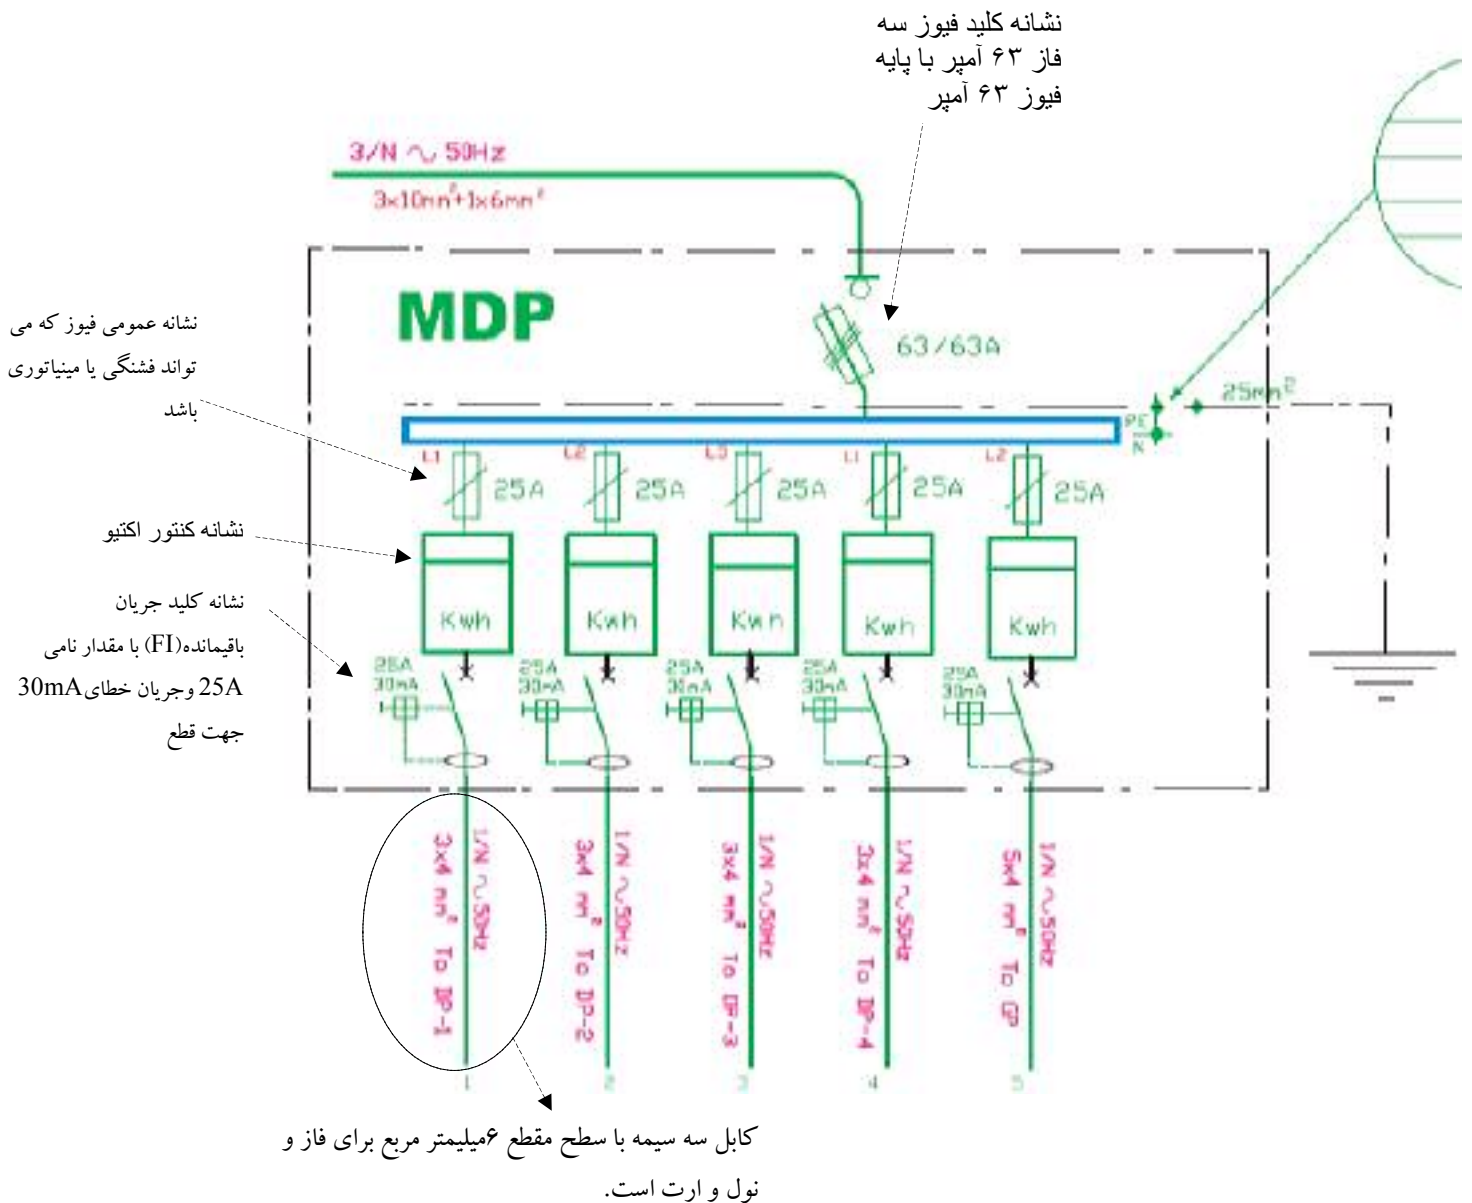 نشانه کلید فیوز سه
فاز ۶۳ آمپر با پایه
فیوز ۶۳ آمپر
3/N ∿ 50Hz
3x10mm²+1x6mm²
MDP
63/63A
نشانه عمومی فیوز که می
تواند فشنگی یا مینیاتوری
باشد
25mm²
PE
N
L1
L2
L3
L1
L2
25A
25A
25A
25A
25A
نشانه کنتور اکتیو
Kwh
Kwh
Kwh
Kwh
Kwh
نشانه کلید جریان
باقیمانده(FI) با مقدار نامی
25A وجریان خطای30mA
جهت قطع
25A
30mA
25A
30mA
25A
30mA
25A
30mA
25A
30mA
1/N ∿50Hz
3x4 mm² To DP-1
1/N ∿50Hz
3x4 mm² To DP-2
1/N ∿50Hz
3x4 mm² To DP-3
1/N ∿50Hz
3x4 mm² To DP-4
1/N ∿50Hz
5x4 mm² To GP
1
2
3
4
5
کابل سه سیمه با سطح مقطع ۶میلیمتر مربع برای فاز و
نول و ارت است.